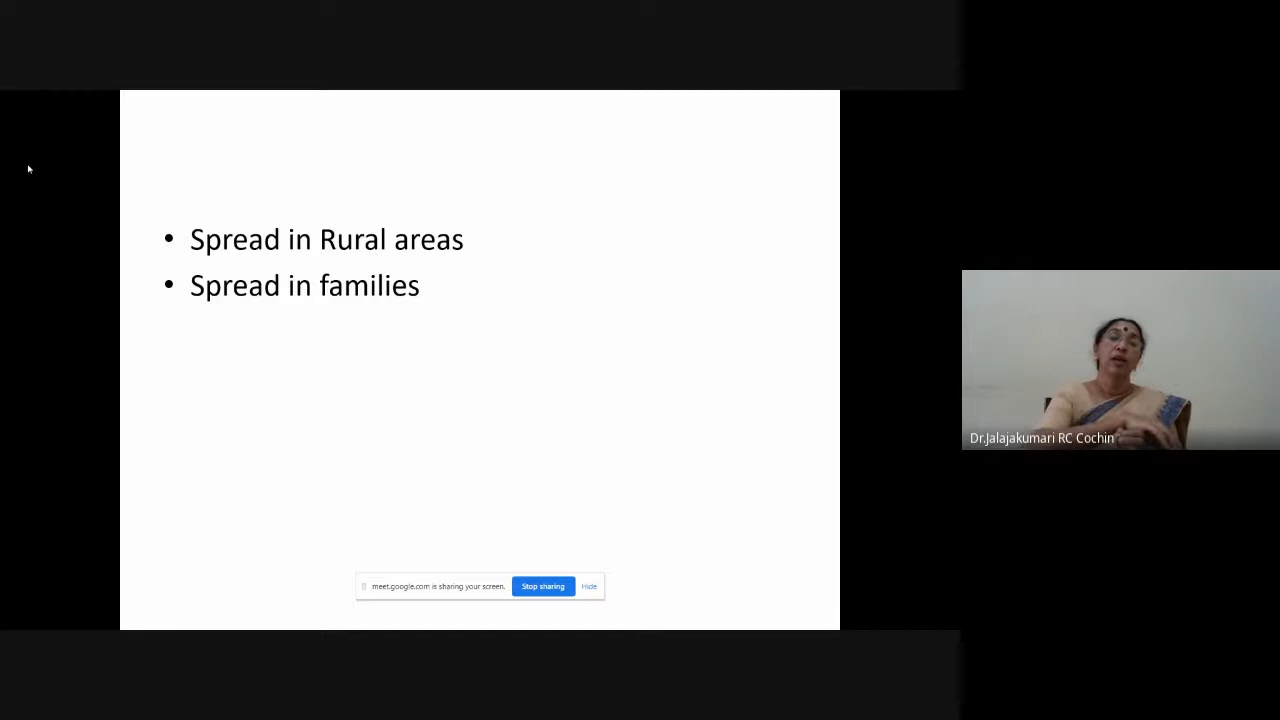 • Spread in Rural areas
• Spread in families
meet.google.com is sharing your screen. Stop sharing Hide
Dr.Jalajakumari RC Cochin